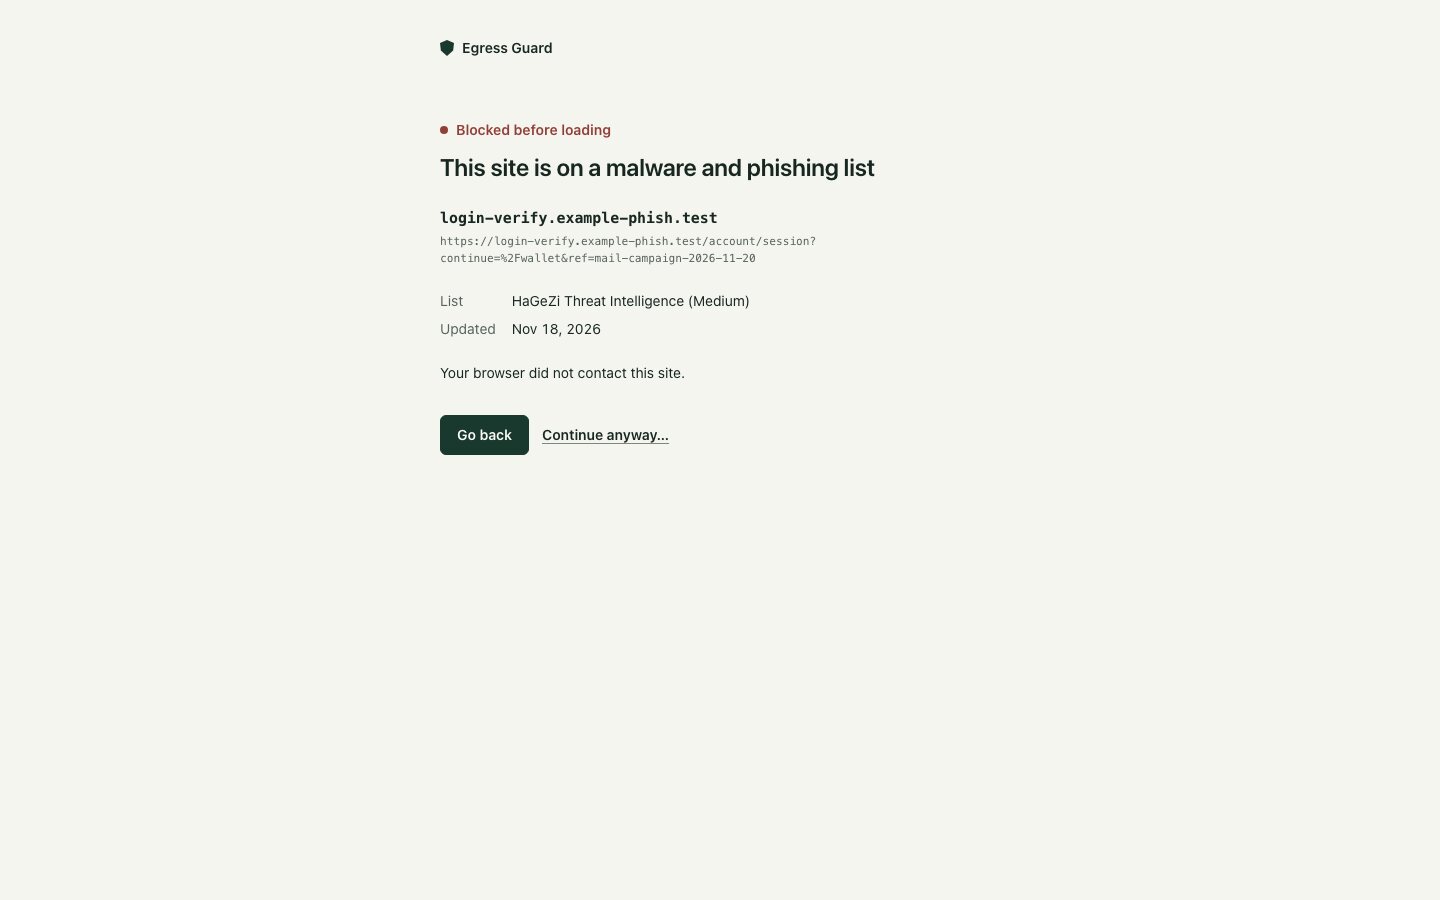 Egress Guard
Blocked before loading
This site is on a malware and phishing list
login-verify.example-phish.test
https://login-verify.example-phish.test/account/session?
continue=%2Fwallet&ref=mail-campaign-2026-11-20
List HaGeZi Threat Intelligence (Medium)
Updated Nov 18, 2026
Your browser did not contact this site.
Go back Continue anyway...